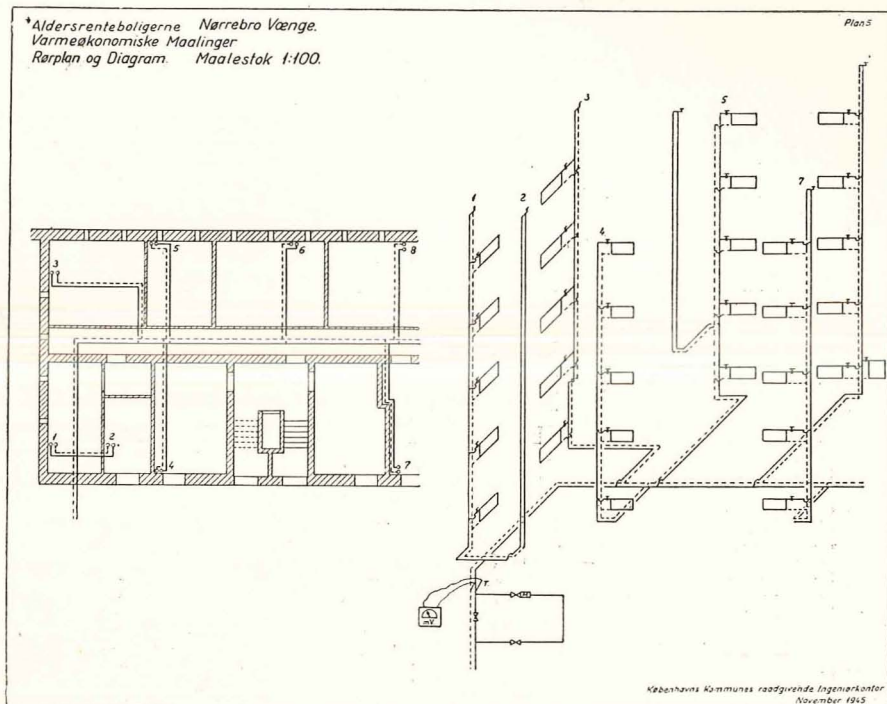 *Aldersrenteboligerne Nørrebro Vænge.
Varmeøkonomiske Maalinger
Rørplan og Diagram. Maalestok 1:100.
Plan 5
3
5
6
8
1
2
4
7
1
2
3
4
5
7
T.
M
mV
Københavns Kommunes raadgivende Ingeniørkontor
November 1945